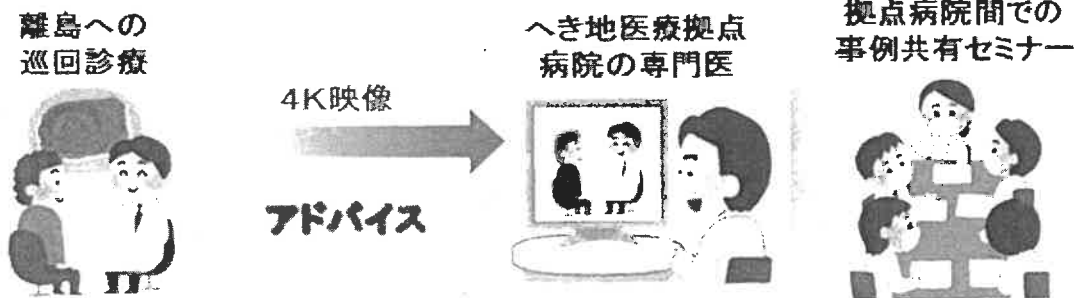 離島への
巡回診療
4K映像
アドバイス
へき地医療拠点
病院の専門医
拠点病院間での
事例共有セミナー